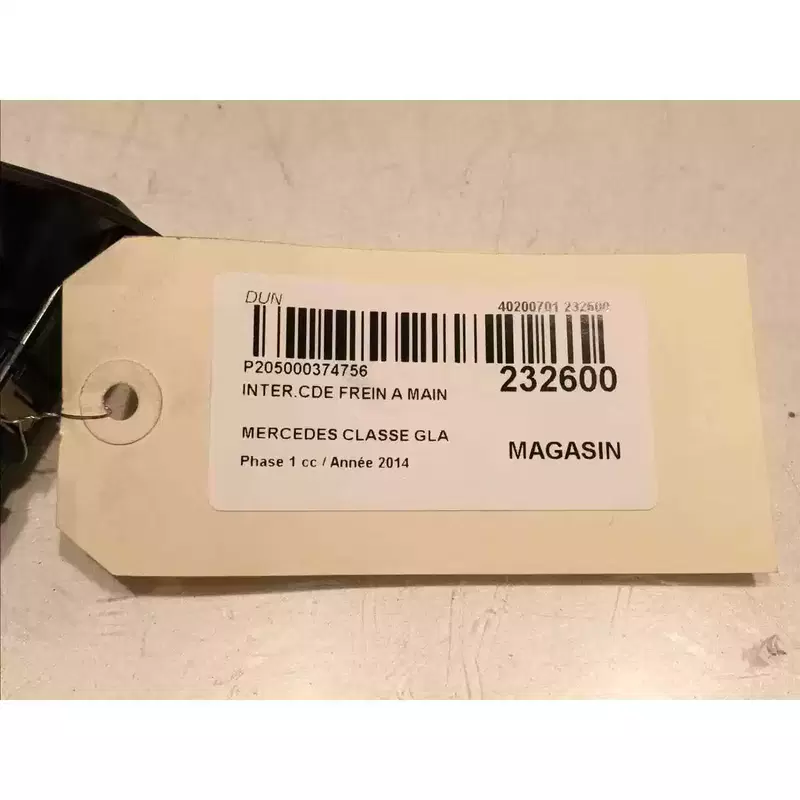 DUN
40200701 232600
P205000374756
232600
INTER.CDE FREIN A MAIN
MERCEDES CLASSE GLA
MAGASIN
Phase 1 cc / Année 2014